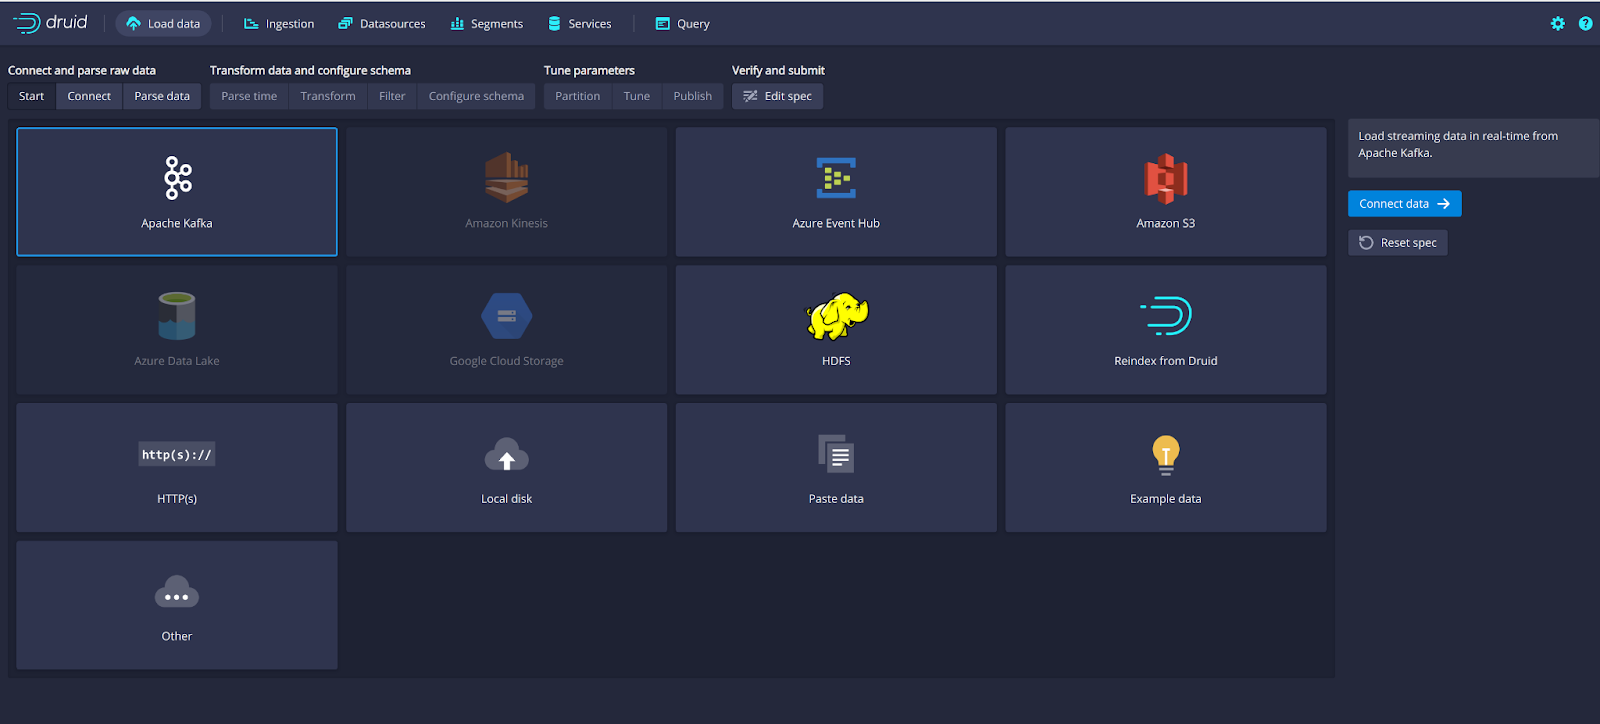 druid
Load data
Ingestion
Datasources
Segments
Services
Query
Connect and parse raw data
Transform data and configure schema
Tune parameters
Verify and submit
Start
Connect
Parse data
Parse time
Transform
Filter
Configure schema
Partition
Tune
Publish
Edit spec
Apache Kafka
Amazon Kinesis
Azure Event Hub
Amazon S3
Load streaming data in real-time from
Apache Kafka.
Connect data
Reset spec
Azure Data Lake
Google Cloud Storage
HDFS
Reindex from Druid
http(s)://
HTTP(s)
Local disk
Paste data
Example data
Other